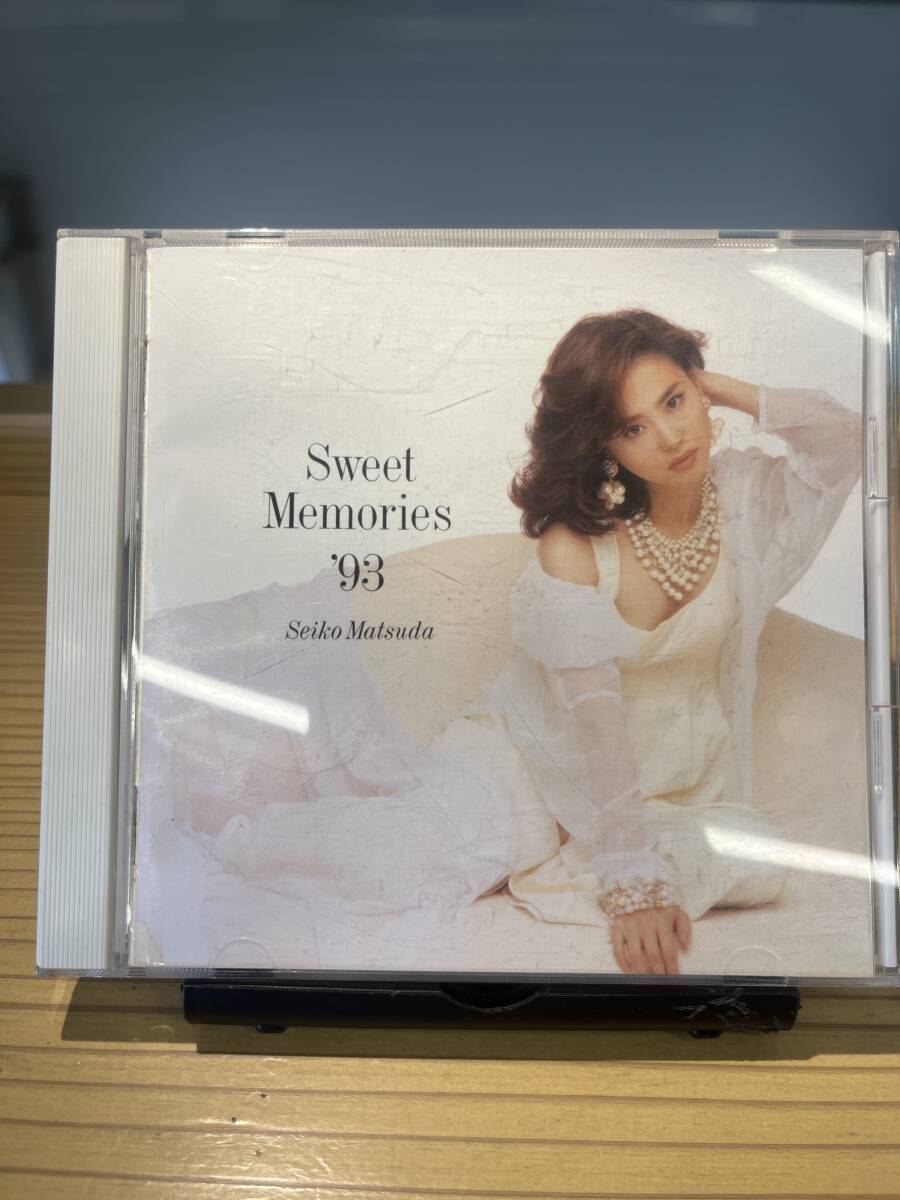 Sweet
Memories
’93
Seiko Matsuda